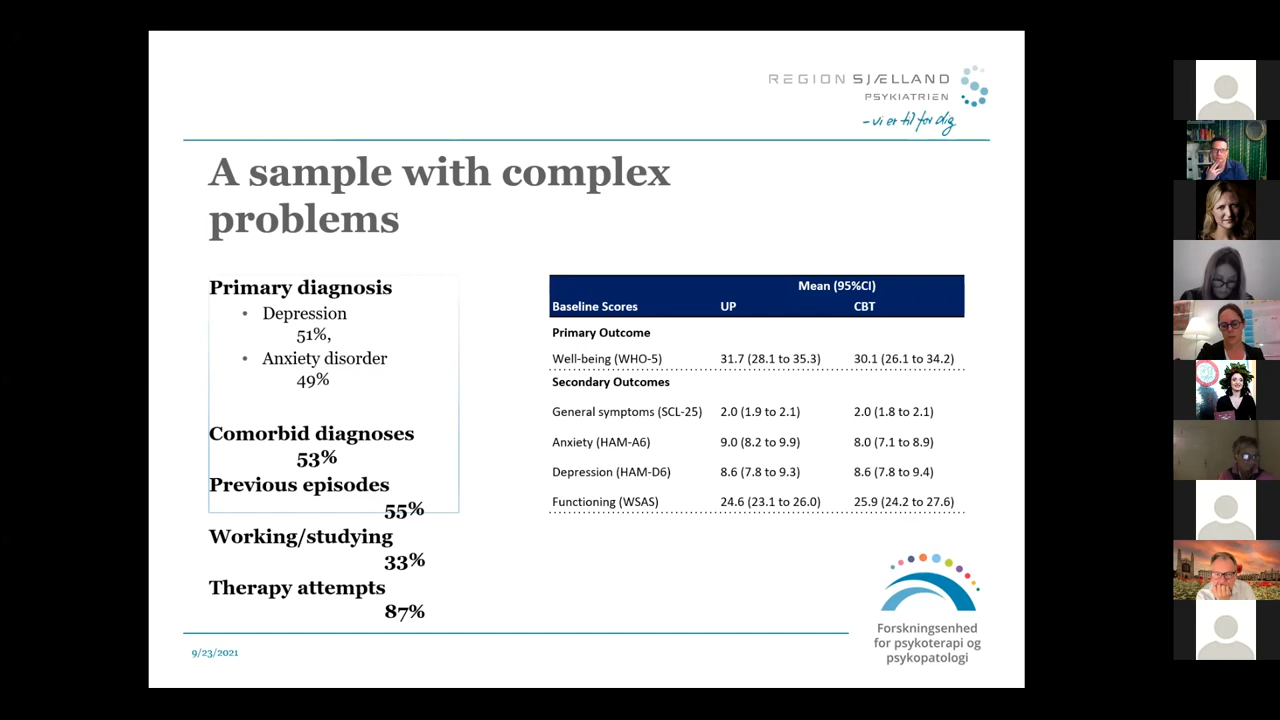 REGION SJÆLLAND
PSYKIATRIEN
- vi er til for dig
A sample with complex
problems
Primary diagnosis
• Depression
51%,
• Anxiety disorder
49%
Comorbid diagnoses
53%
Previous episodes
55%
Working/studying
33%
Therapy attempts
87%
Mean (95%CI)
Baseline Scores UP CBT
Primary Outcome
Well-being (WHO-5) 31.7 (28.1 to 35.3) 30.1 (26.1 to 34.2)
Secondary Outcomes
General symptoms (SCL-25) 2.0 (1.9 to 2.1) 2.0 (1.8 to 2.1)
Anxiety (HAM-A6) 9.0 (8.2 to 9.9) 8.0 (7.1 to 8.9)
Depression (HAM-D6) 8.6 (7.8 to 9.3) 8.6 (7.8 to 9.4)
Functioning (WSAS) 24.6 (23.1 to 26.0) 25.9 (24.2 to 27.6)
Forskningsenhed
for psykoterapi og
psykopatologi
9/23/2021